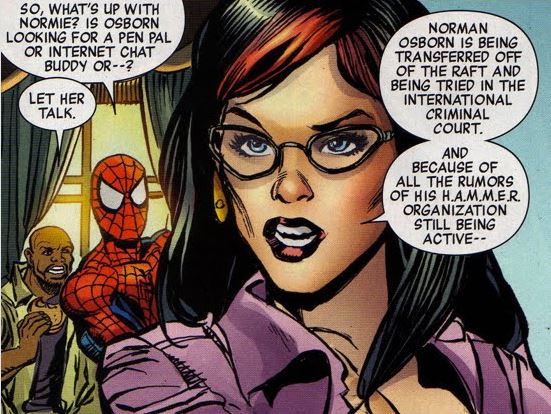 SO, WHAT'S UP WITH
NORMIE? IS OSBORN
LOOKING FOR A PEN PAL
OR INTERNET CHAT
BUDDY OR--?
LET HER
TALK.
NORMAN
OSBORN IS BEING
TRANSFERRED OFF
OF THE RAFT AND
BEING TRIED IN THE
INTERNATIONAL
CRIMINAL
COURT.
AND
BECAUSE OF
ALL THE RUMORS
OF HIS H.A.M.M.E.R.
ORGANIZATION
STILL BEING
ACTIVE--